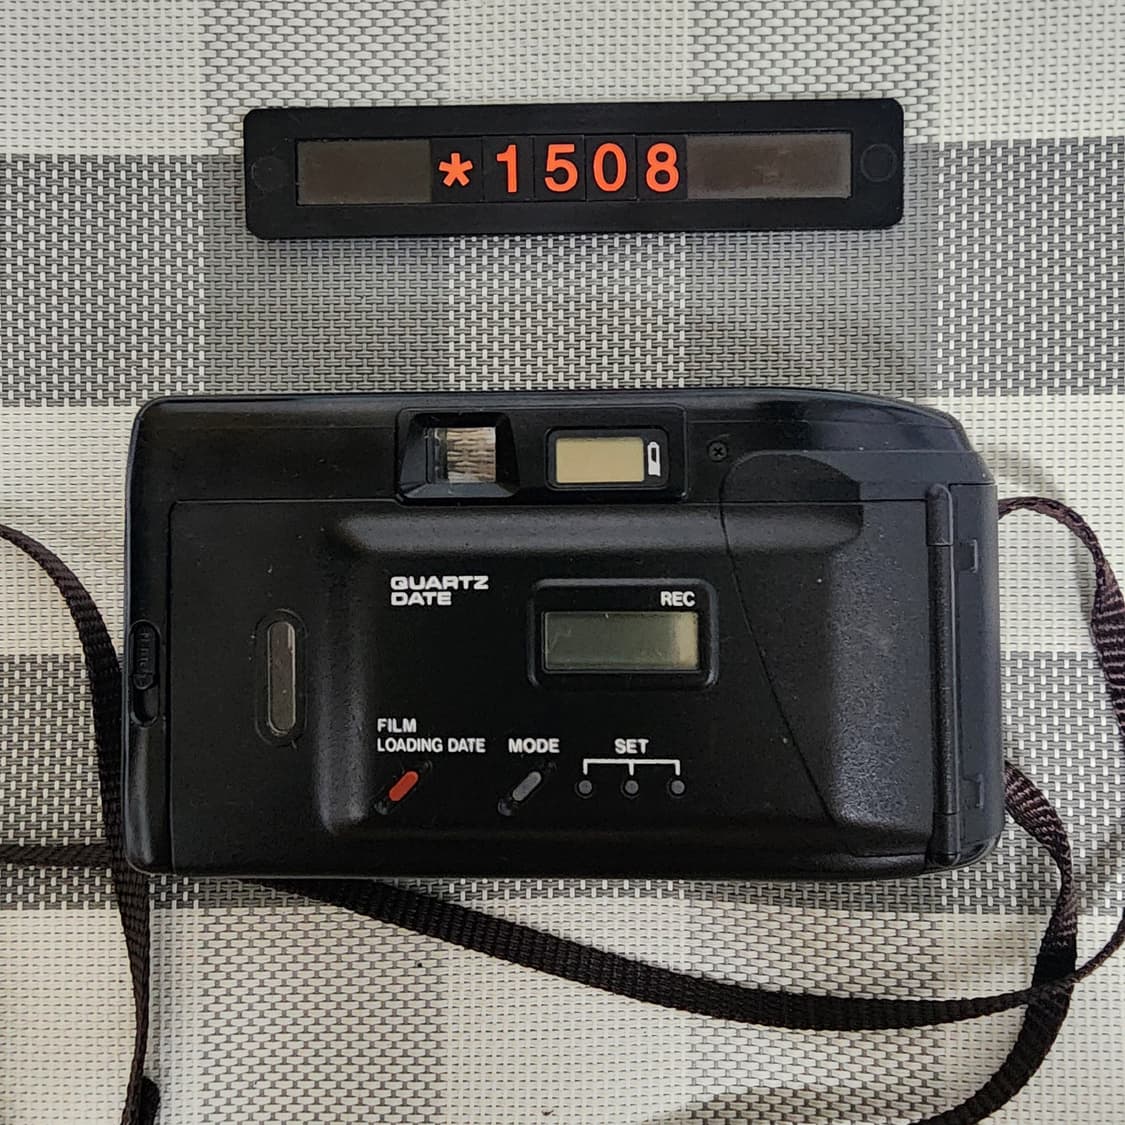 *1508
QUARTZ
DATE
REC
FILM
LOADING DATE
MODE
SET